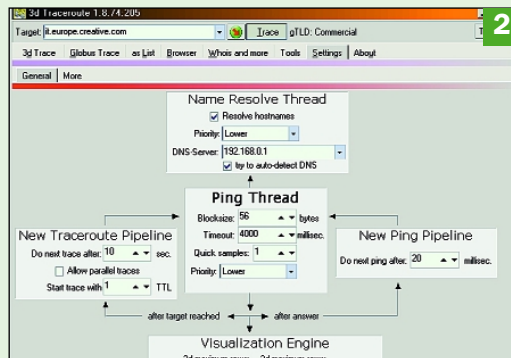 3d Traceroute 1.8.74.205
2
Target: it.europe.creative.com Trace gTLD: Commercial
3d Trace Globus Trace as List Browser Whois and more Tools Settings About
General More
Name Resolve Thread
Resolve hostnames
Priority: Lower
DNS-Server: 192.168.0.1
try to auto-detect DNS
Ping Thread
Blocksize: 56 bytes
Timeout: 4000 millisec.
Quick samples: 1
Priority: Lower
New Traceroute Pipeline
Do next trace after: 10 sec.
Allow parallel traces
Start trace with 1 TTL
New Ping Pipeline
Do next ping after: 20 millisec.
after target reached after answer
Visualization Engine